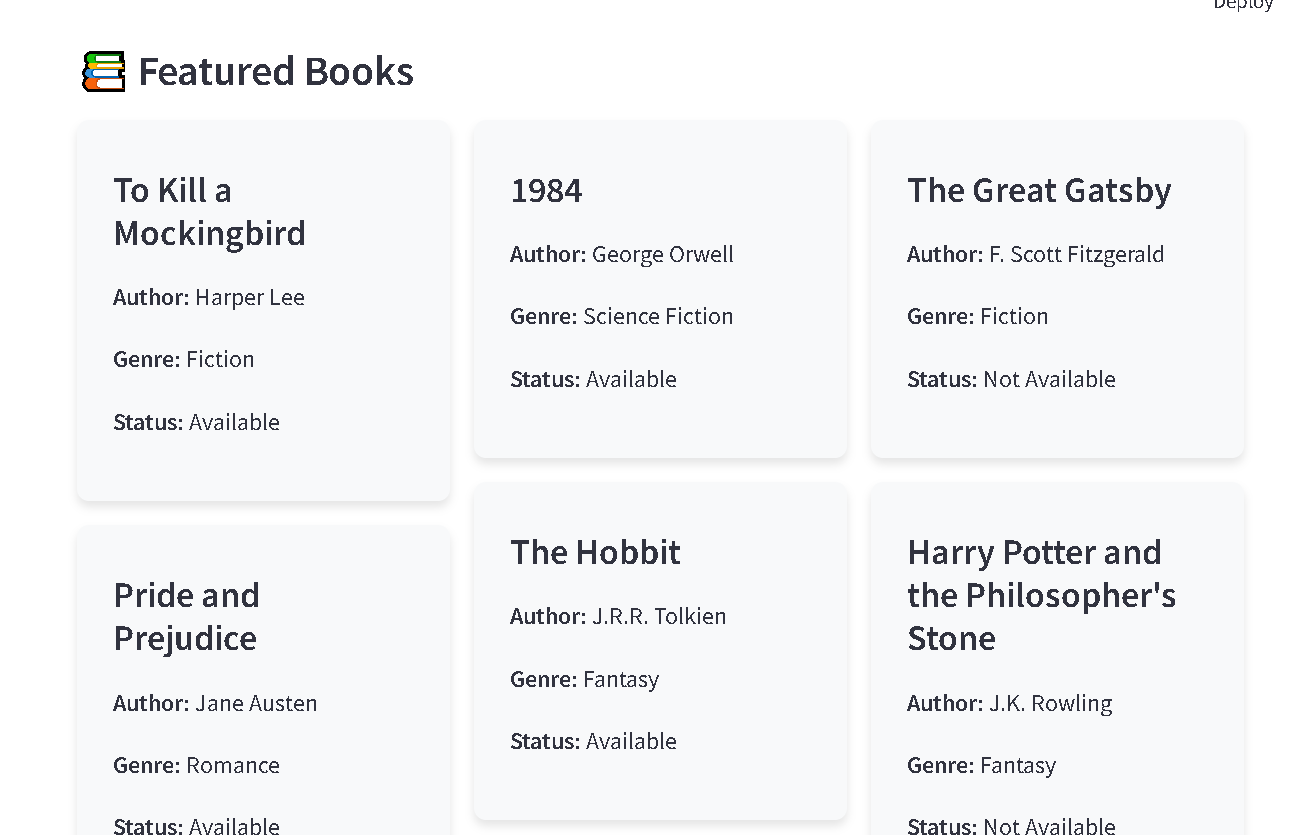 Deploy
Featured Books
To Kill a
Mockingbird
Author: Harper Lee
Genre: Fiction
Status: Available
1984
Author: George Orwell
Genre: Science Fiction
Status: Available
The Great Gatsby
Author: F. Scott Fitzgerald
Genre: Fiction
Status: Not Available
Pride and
Prejudice
Author: Jane Austen
Genre: Romance
Status: Available
The Hobbit
Author: J.R.R. Tolkien
Genre: Fantasy
Status: Available
Harry Potter and
the Philosopher's
Stone
Author: J.K. Rowling
Genre: Fantasy
Status: Not Available